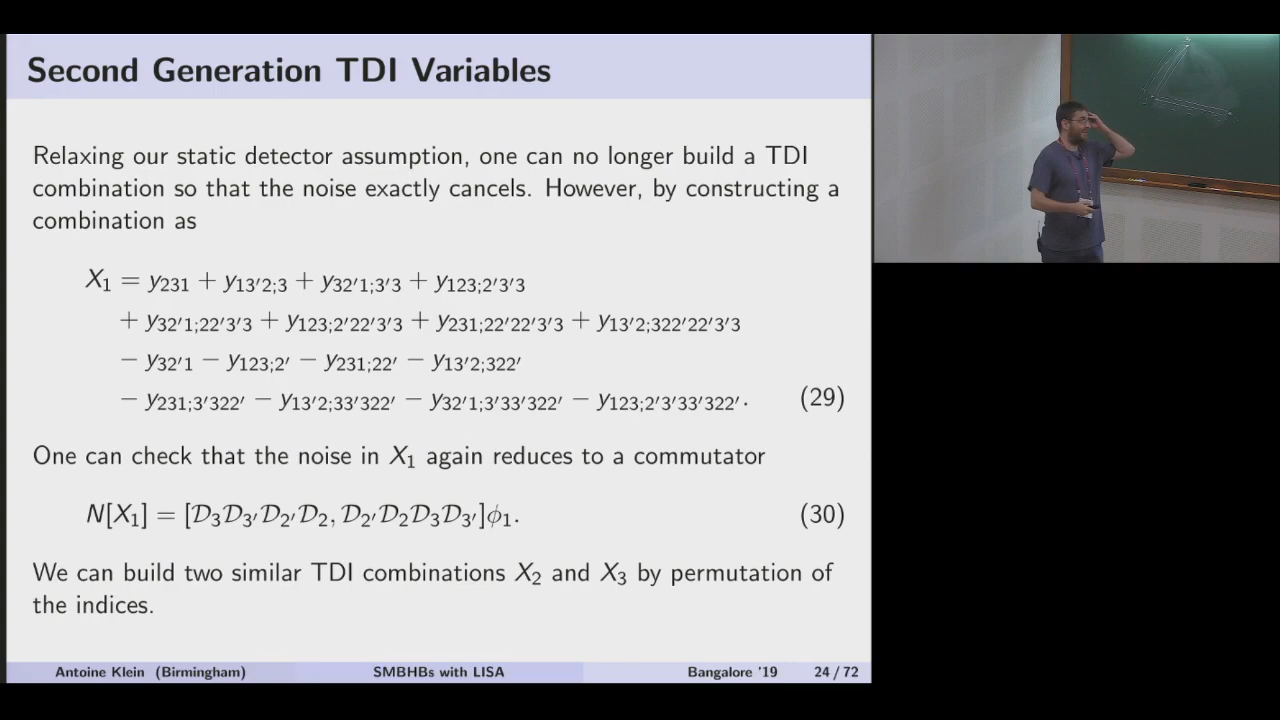 Second Generation TDI Variables
Relaxing our static detector assumption, one can no longer build a TDI
combination so that the noise exactly cancels. However, by constructing a
combination as
X₁ = y₂₃₁ + y₁₃′₂;₃ + y₃₂′₁;₃′₃ + y₁₂₃;₂′₃′₃
+ y₃₂′₁;₂₂′₃′₃ + y₁₂₃;₂′₂₂′₃′₃ + y₂₃₁;₂₂′₂₂′₃′₃ + y₁₃′₂;₃₂₂′₂₂′₃′₃
− y₃₂′₁ − y₁₂₃;₂′ − y₂₃₁;₂₂′ − y₁₃′₂;₃₂₂′
− y₂₃₁;₃′₃₂₂′ − y₁₃′₂;₃₃′₃₂₂′ − y₃₂′₁;₃′₃₃′₃₂₂′ − y₁₂₃;₂′₃′₃₃′₃₂₂′. (29)
One can check that the noise in X₁ again reduces to a commutator
N[X₁] = [𝒟₃𝒟₃′𝒟₂′𝒟₂, 𝒟₂′𝒟₂𝒟₃𝒟₃′]ϕ₁. (30)
We can build two similar TDI combinations X₂ and X₃ by permutation of
the indices.
Antoine Klein (Birmingham) SMBHBs with LISA Bangalore '19 24 / 72